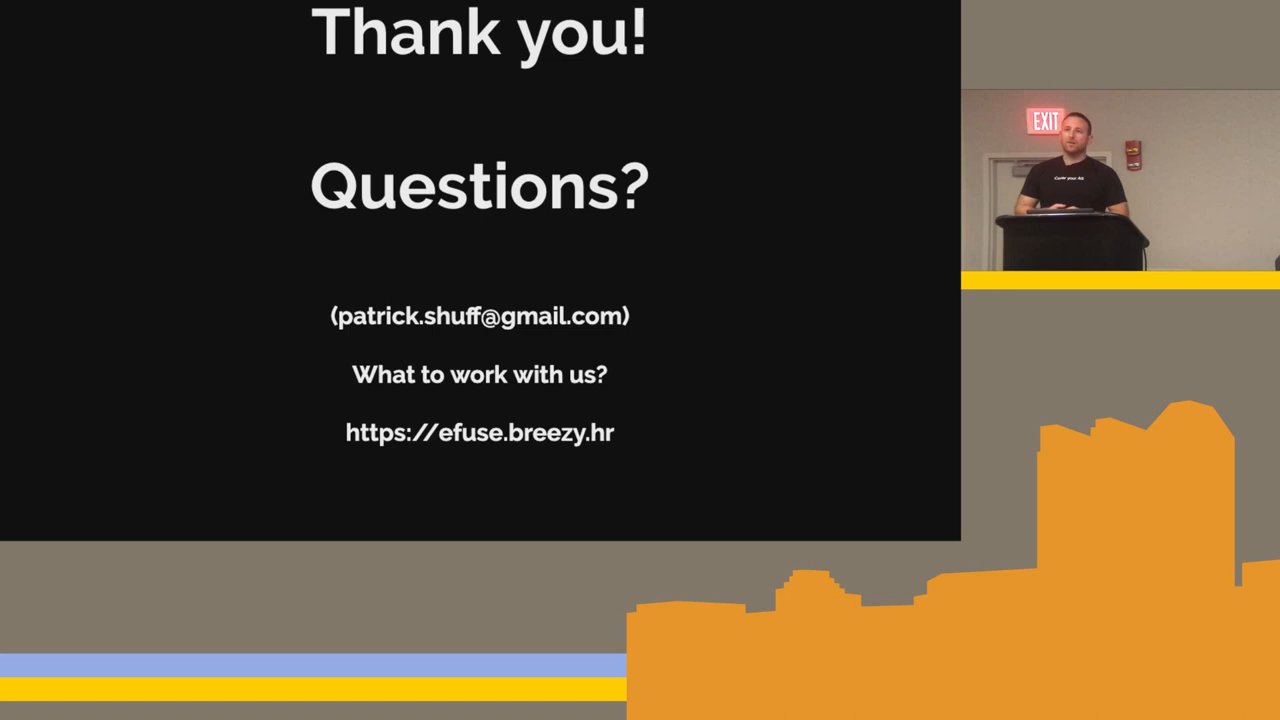 Thank you!
Questions?
(patrick.shuff@gmail.com)
What to work with us?
https://efuse.breezy.hr
EXIT